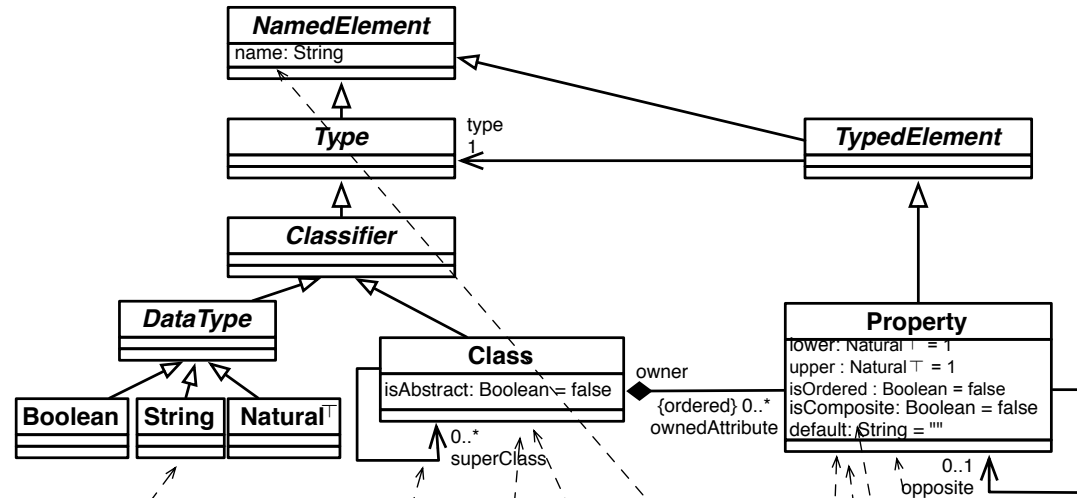 NamedElement
name: String
Type
type
1
TypedElement
Classifier
DataType
Boolean
String
Natural⊤
Class
isAbstract: Boolean = false
0..*
superClass
owner
{ordered} 0..*
ownedAttribute
Property
lower: Natural⊤ = 1
upper : Natural⊤ = 1
isOrdered : Boolean = false
isComposite: Boolean = false
default: String = ""
0..1
opposite